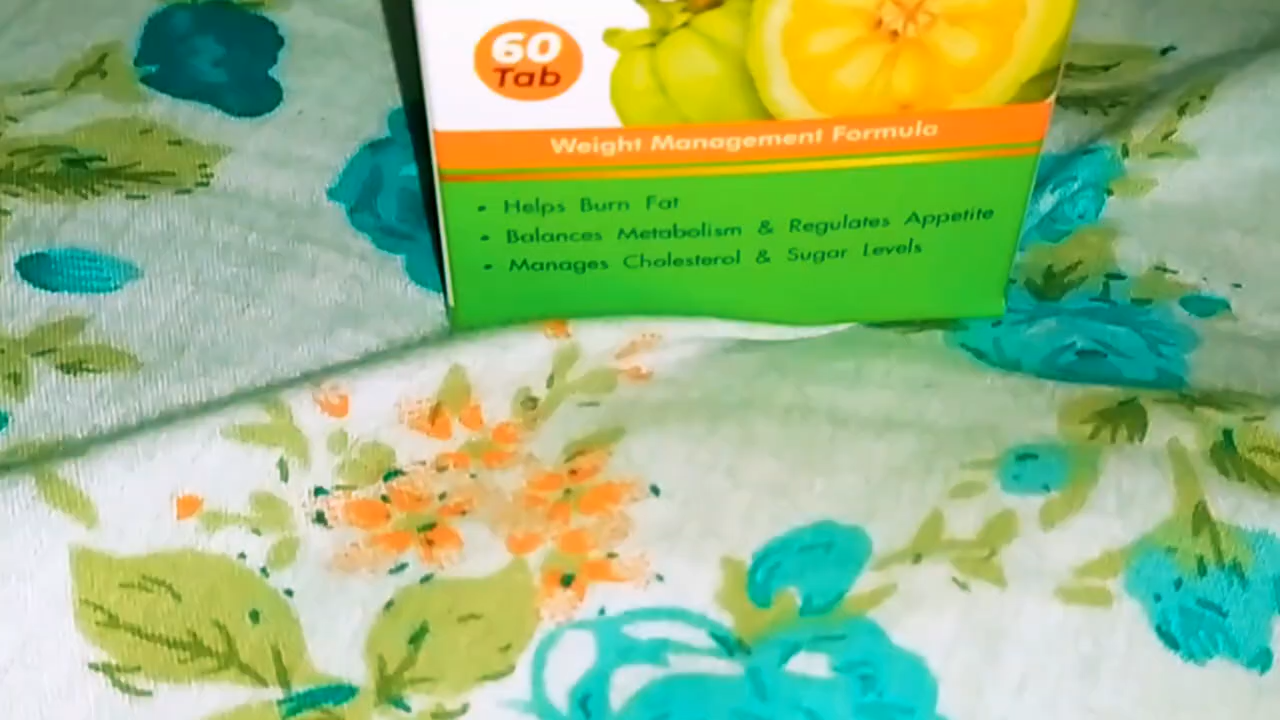 60
Tab
Weight Management Formula
• Helps Burn Fat
• Balances Metabolism & Regulates Appetite
• Manages Cholesterol & Sugar Levels